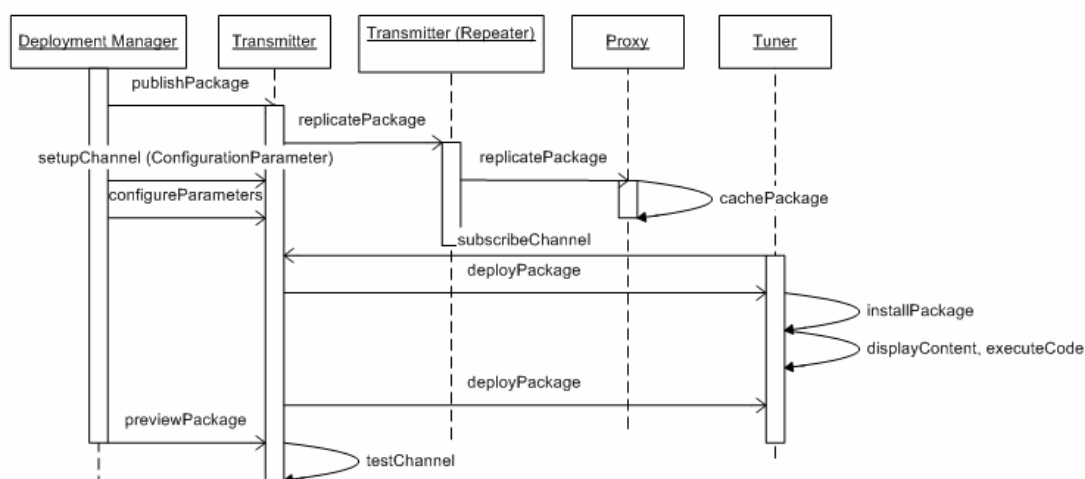 Deployment Manager
Transmitter
Transmitter (Repeater)
Proxy
Tuner
publishPackage
replicatePackage
setupChannel (ConfigurationParameter)
replicatePackage
configureParameters
cachePackage
subscribeChannel
deployPackage
installPackage
displayContent, executeCode
deployPackage
previewPackage
testChannel